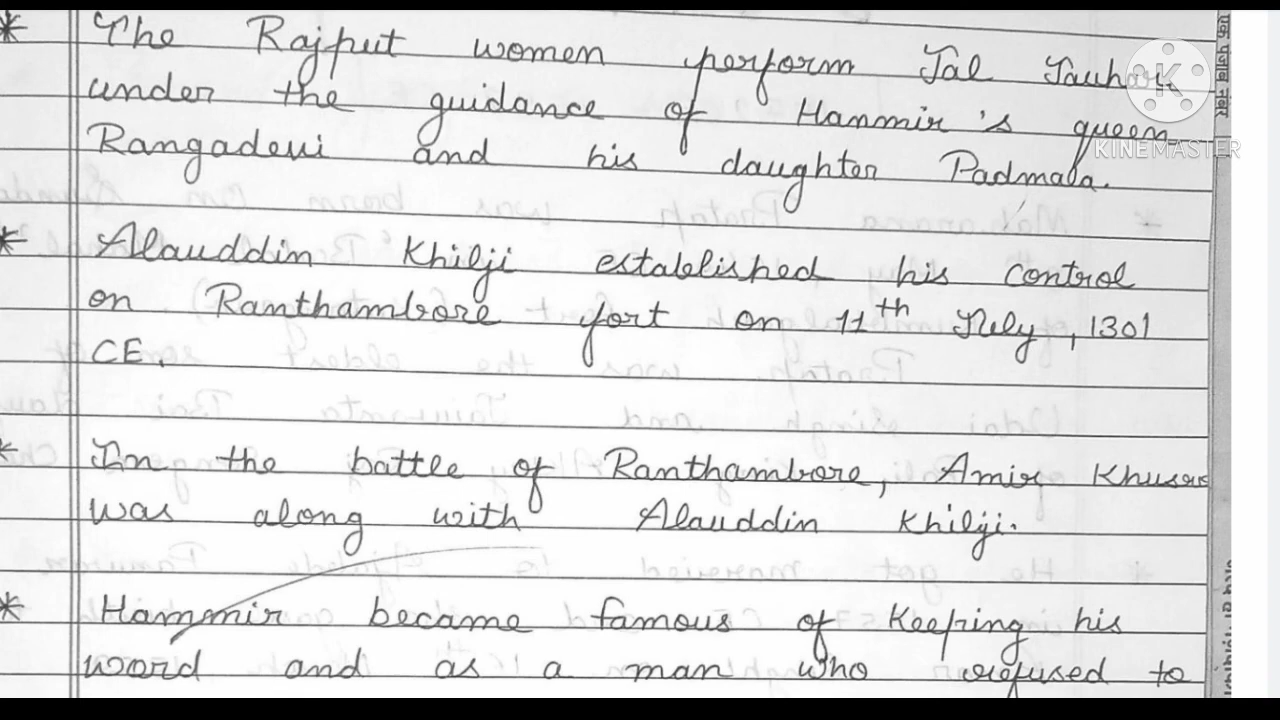 * The Rajput women perform Jal Jauhar
under the guidance of Hammir's queen
Rangadevi and his daughter Padmala.
* Alauddin Khilji established his control
on Ranthambore fort on 11th July, 1301
CE.
* In the battle of Ranthambore, Amir Khusro
was along with Alauddin Khilji.
* Hammir became famous of keeping his
word and as a man who refused to
K
KINEMASTER